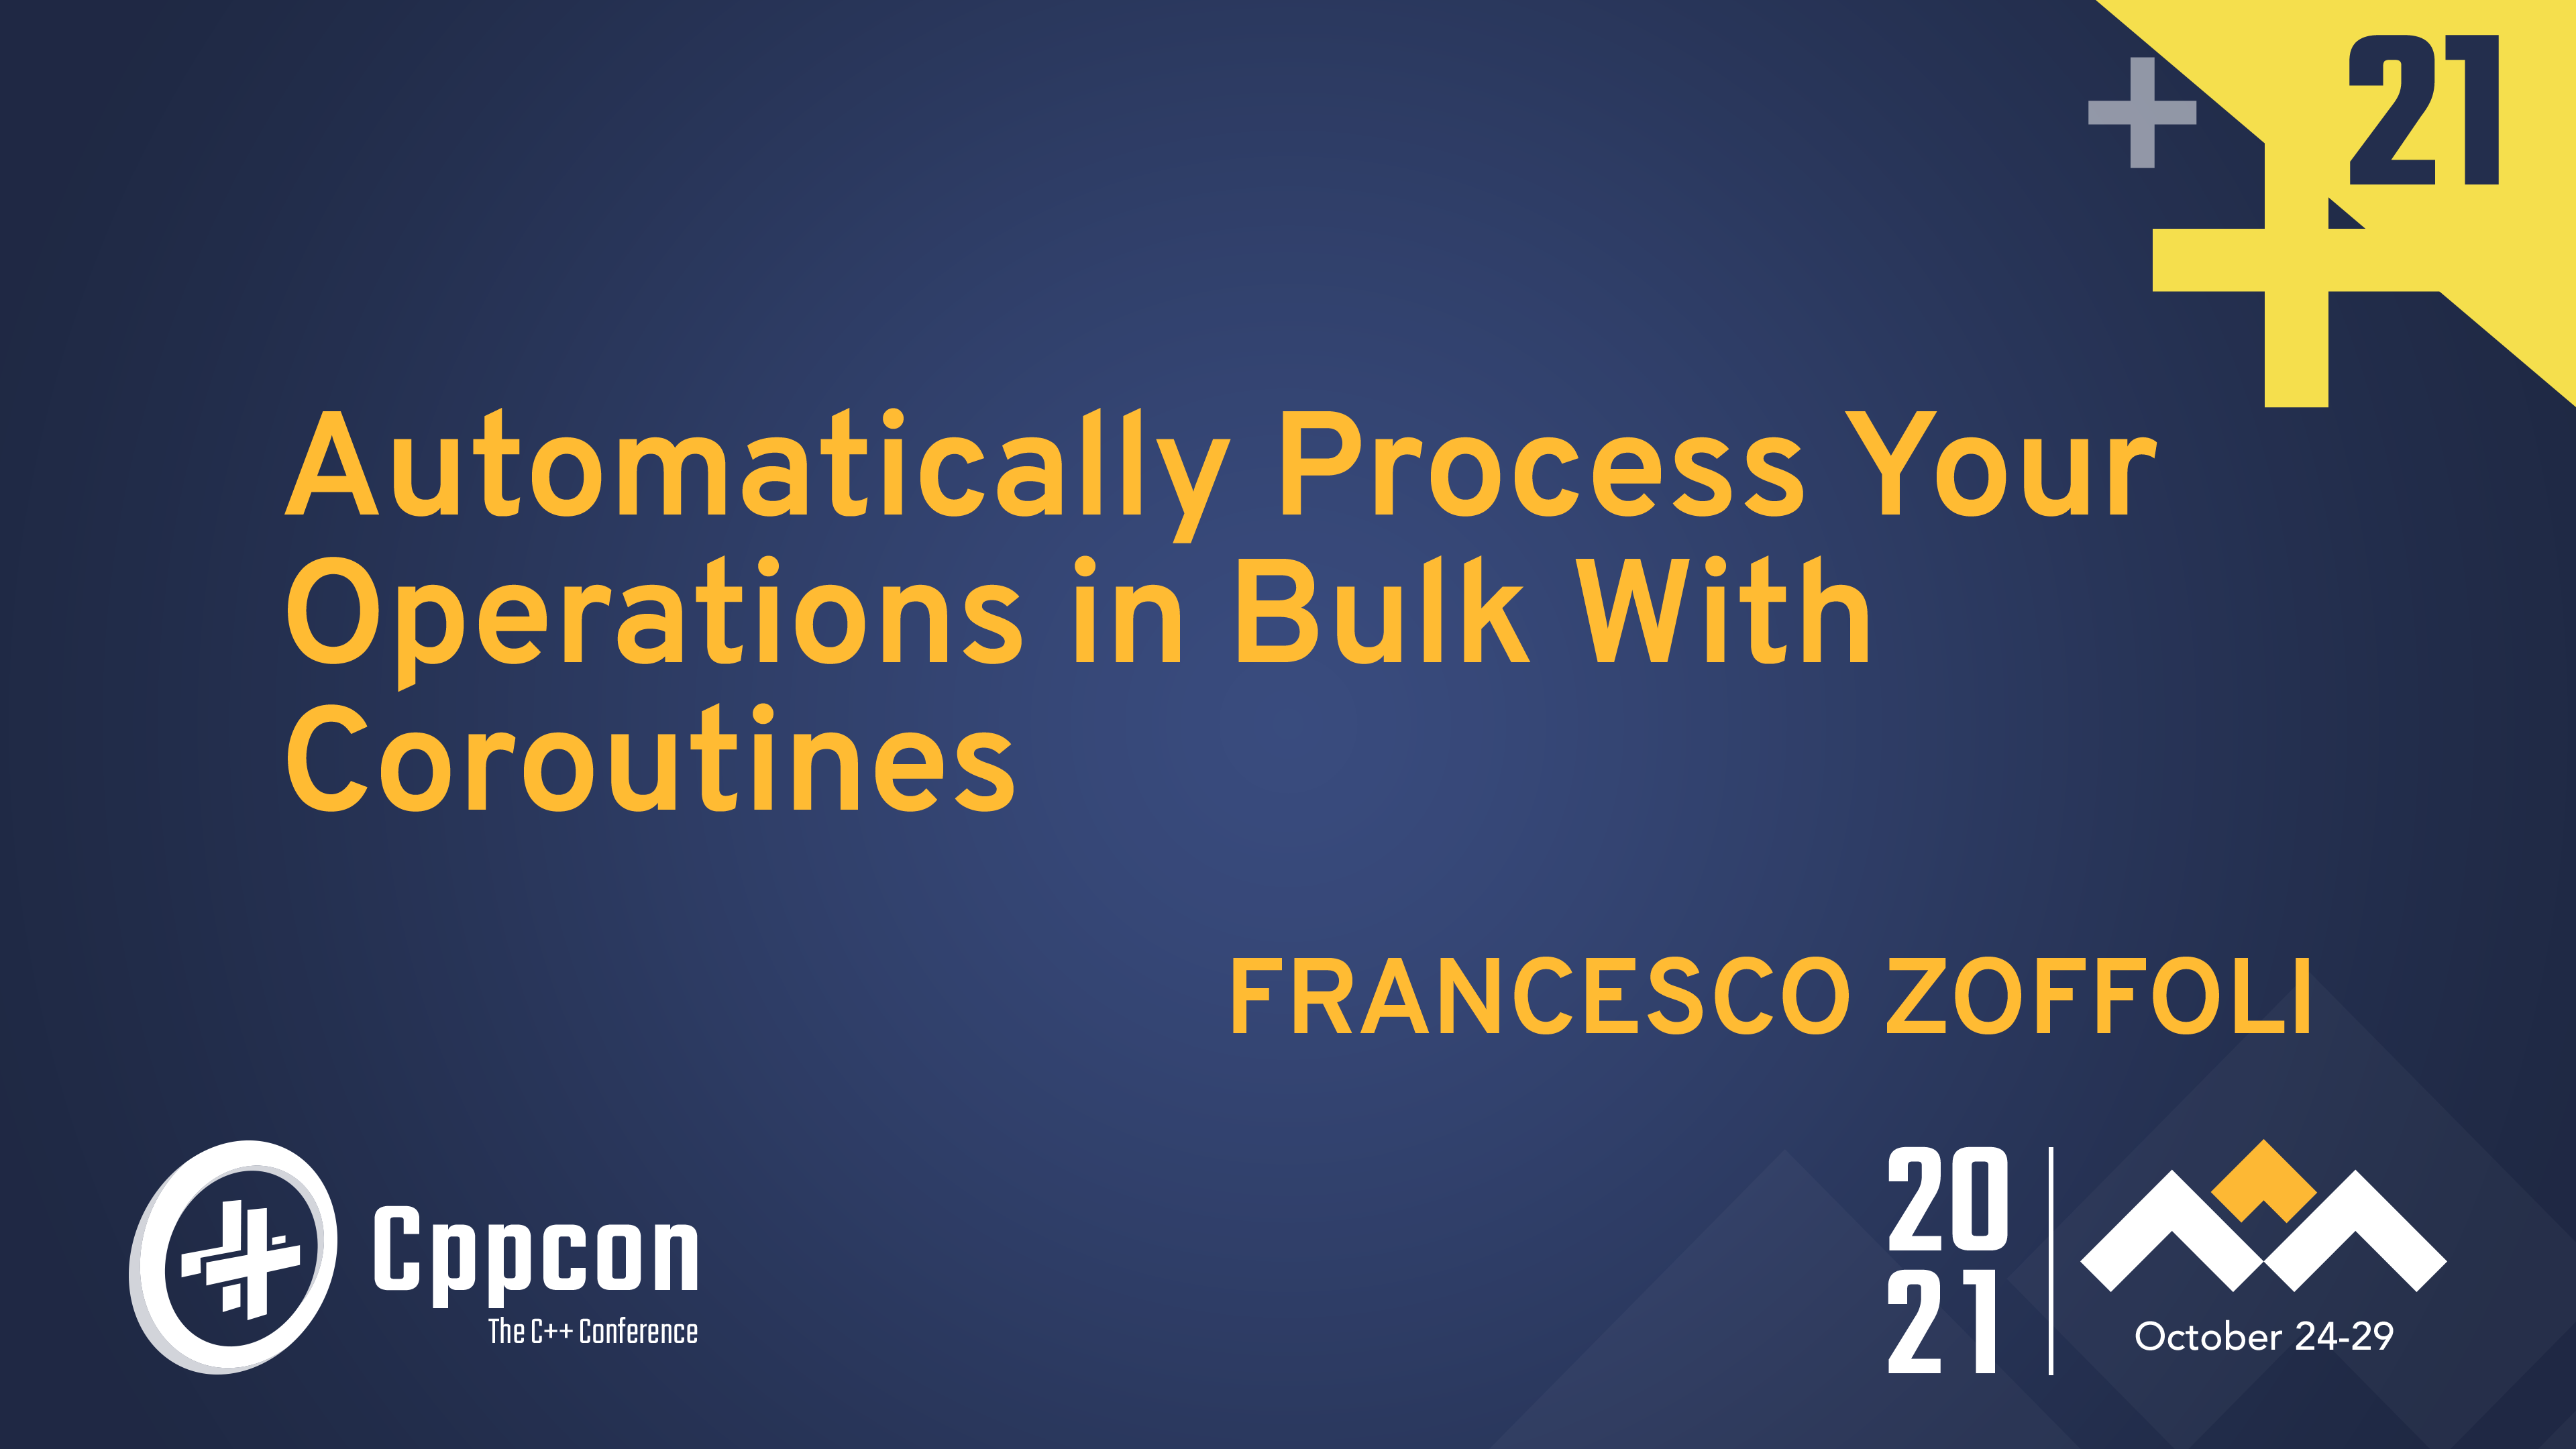 21
Automatically Process Your
Operations in Bulk With
Coroutines
FRANCESCO ZOFFOLI
Cppcon
The C++ Conference
20
21
October 24-29